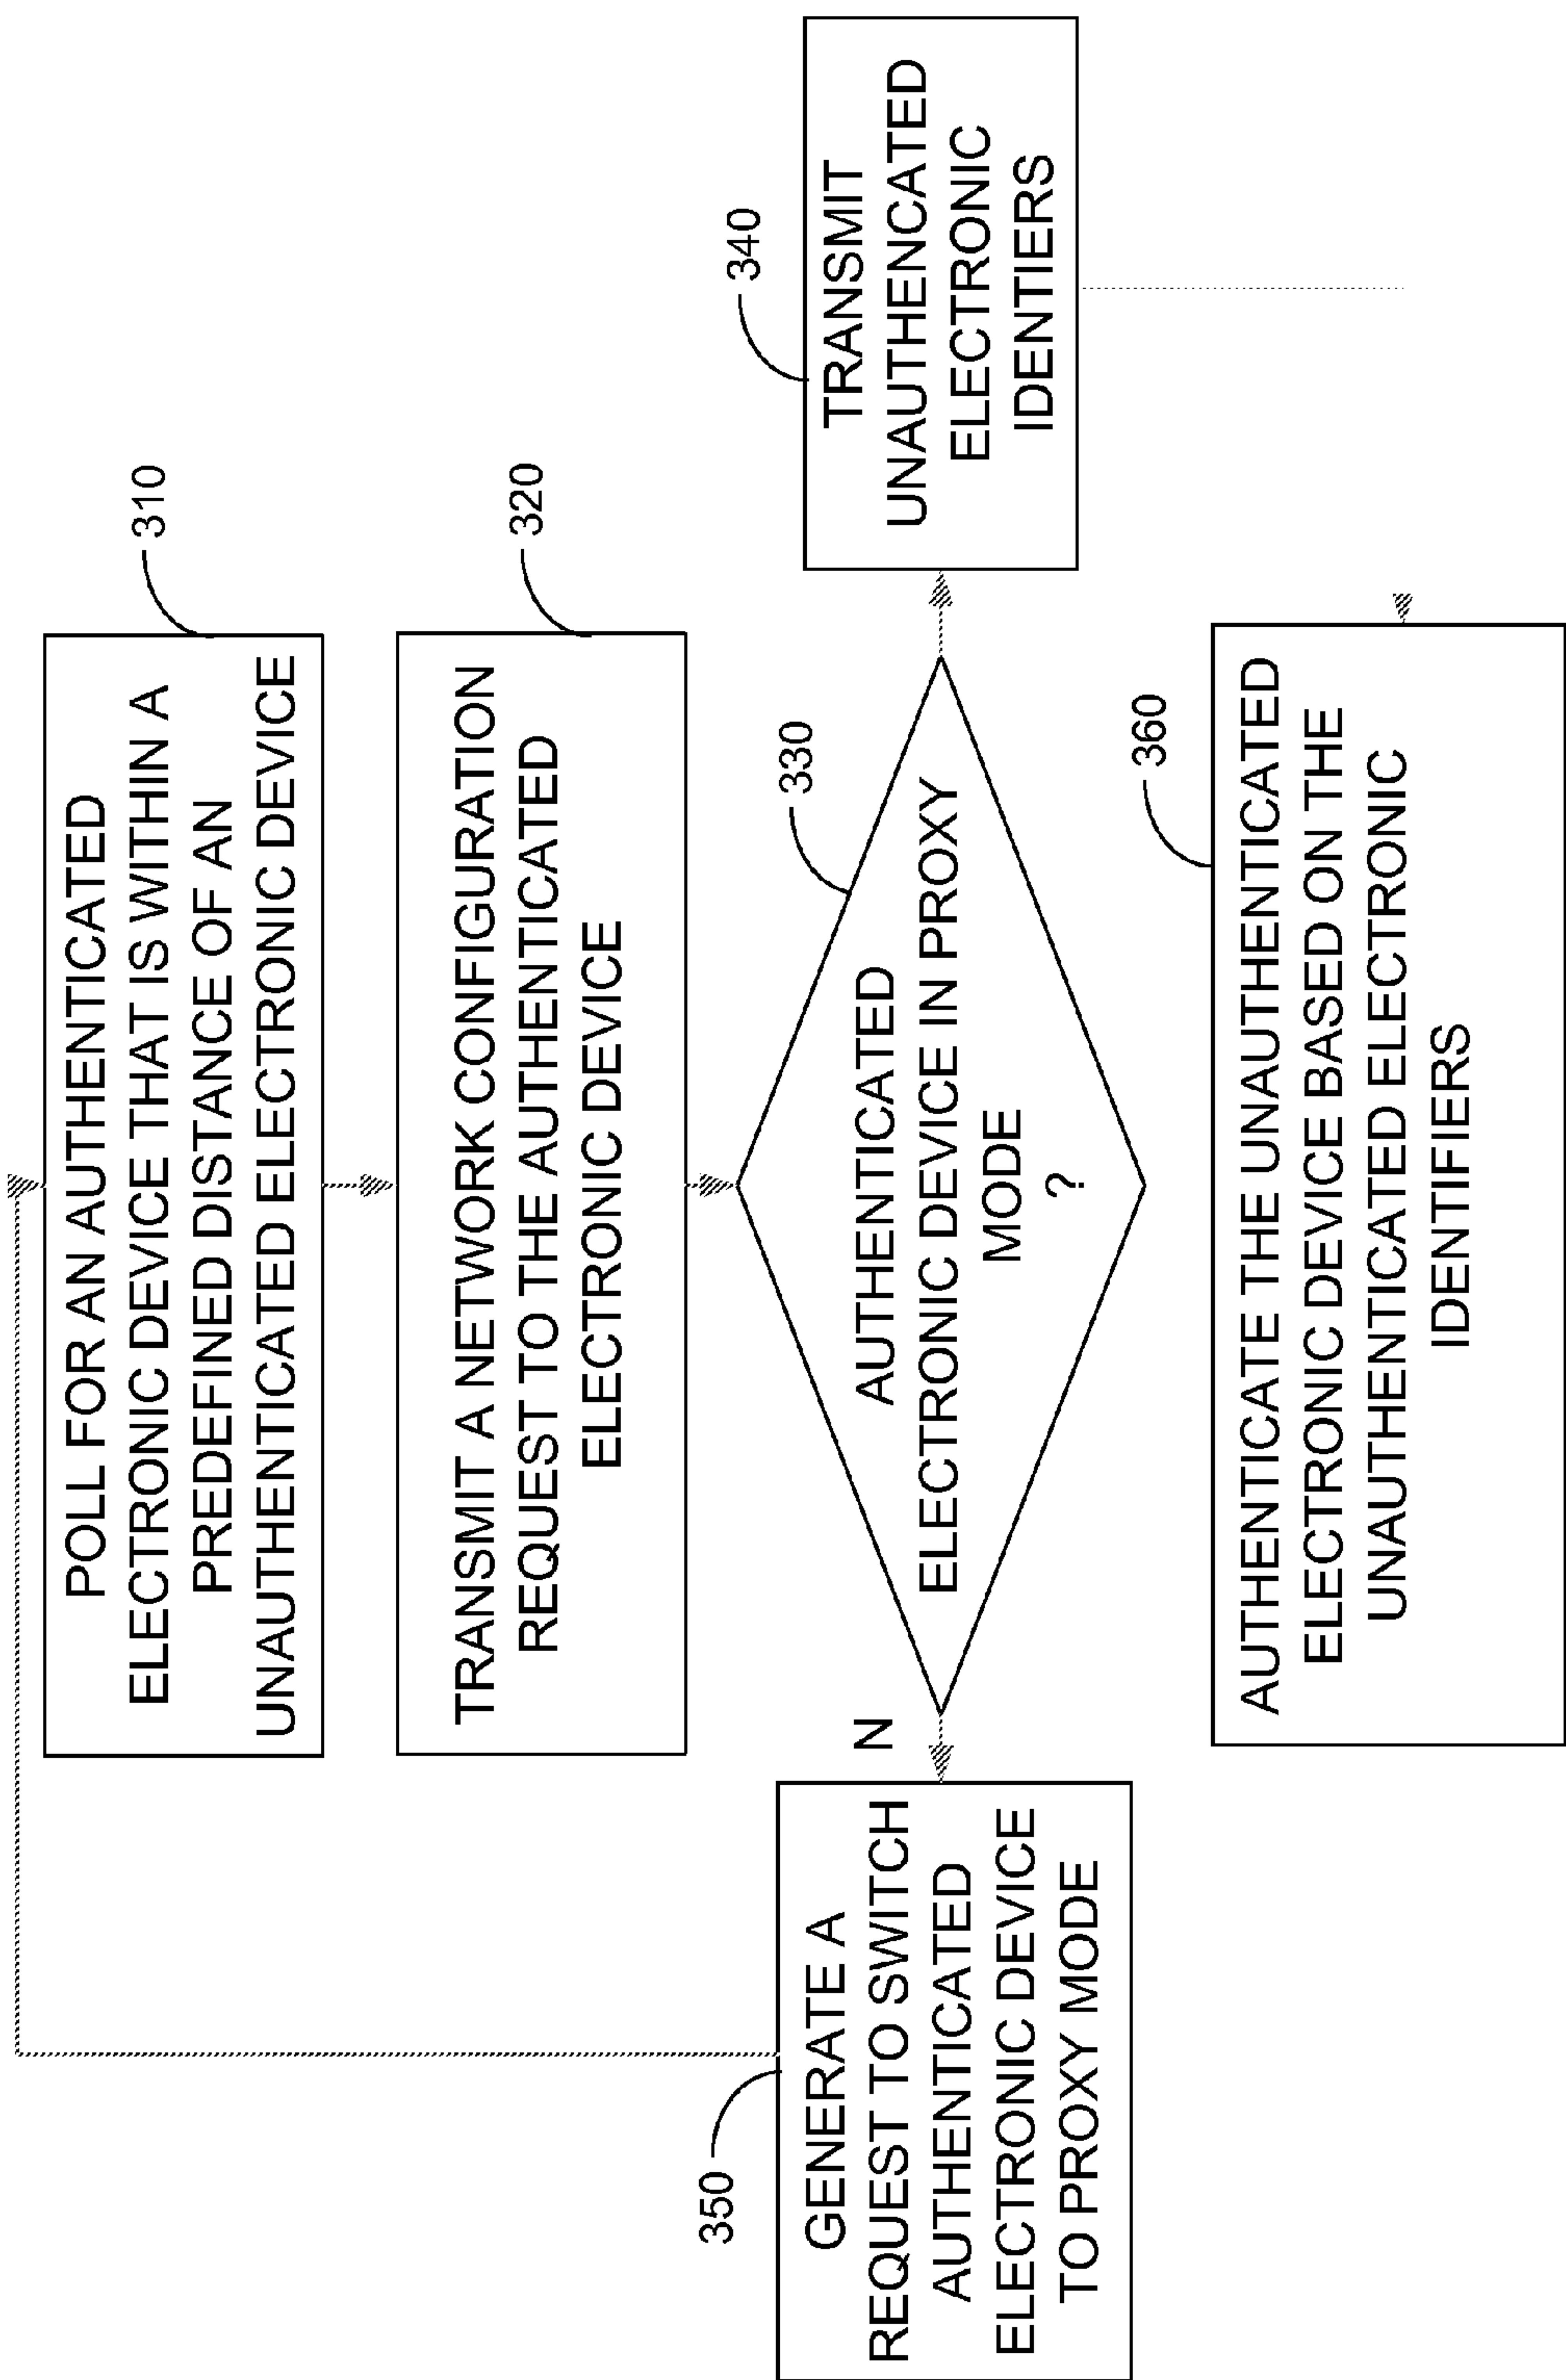 310
POLL FOR AN AUTHENTICATED
ELECTRONIC DEVICE THAT IS WITHIN A
PREDEFINED DISTANCE OF AN
UNAUTHENTICATED ELECTRONIC DEVICE
320
TRANSMIT A NETWORK CONFIGURATION
REQUEST TO THE AUTHENTICATED
ELECTRONIC DEVICE
330
AUTHENTICATED
ELECTRONIC DEVICE IN PROXY
MODE
?
N
340
TRANSMIT
UNAUTHENCATED
ELECTRONIC
IDENTIERS
350
GENERATE A
REQUEST TO SWITCH
AUTHENTICATED
ELECTRONIC DEVICE
TO PROXY MODE
360
AUTHENTICATE THE UNAUTHENTICATED
ELECTRONIC DEVICE BASED ON THE
UNAUTHENTICATED ELECTRONIC
IDENTIFIERS